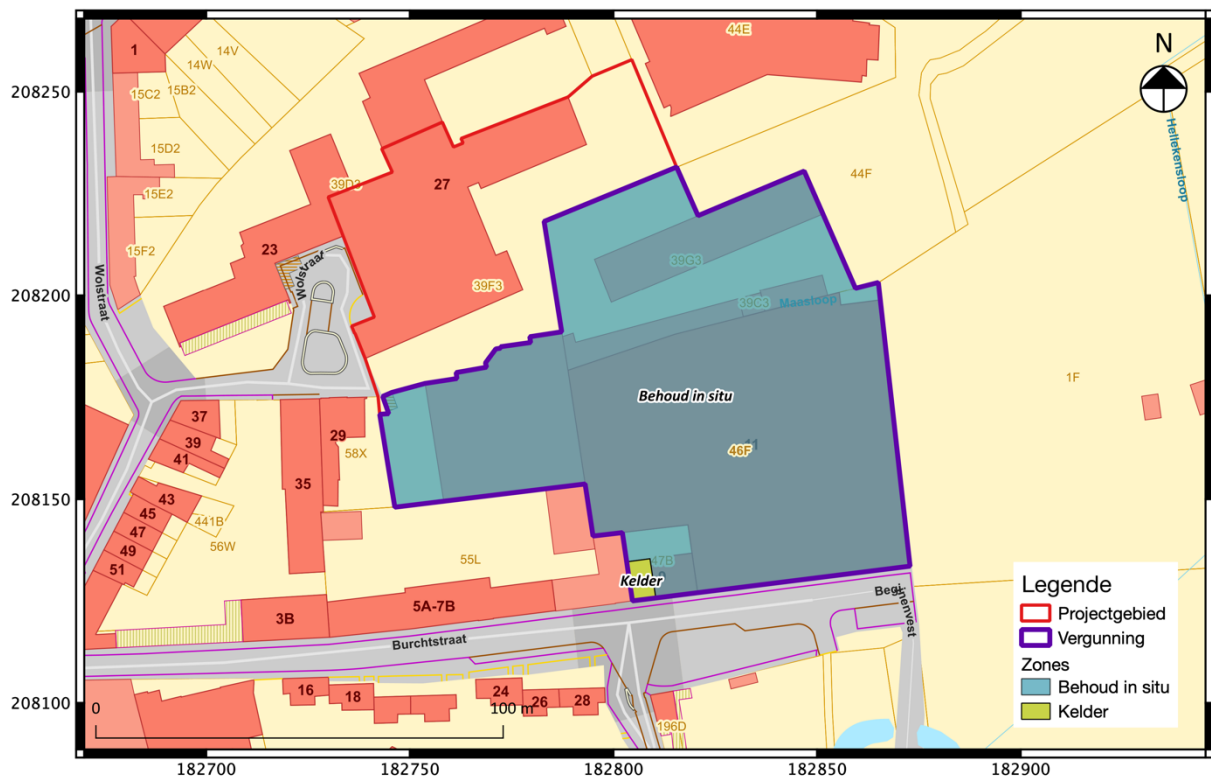 208250
208200
208150
208100
182700
182750
182800
182850
182900
N
1
14V
14W
15B2
15C2
15D2
15E2
15F2
44E
44F
Hellekensloop
39D3
27
23
Wolstraat
Wolstraat
39F3
39G3
39C3
Maasloop
Behoud in situ
46F
1F
37
39
41
29
58X
35
43
45
47
49
51
441B
56W
55L
47B
Kelder
3B
5A-7B
Burchtstraat
Begijnenvest
16
18
24
26
28
196D
0
100 m
Legende
Projectgebied
Vergunning
Zones
Behoud in situ
Kelder